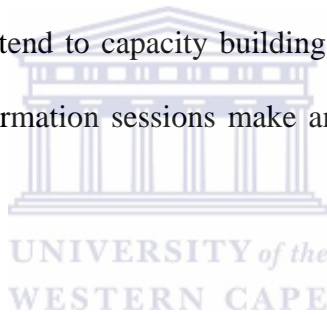 tend to capacity building
rmation sessions make an
UNIVERSITY of the
WESTERN CAPE